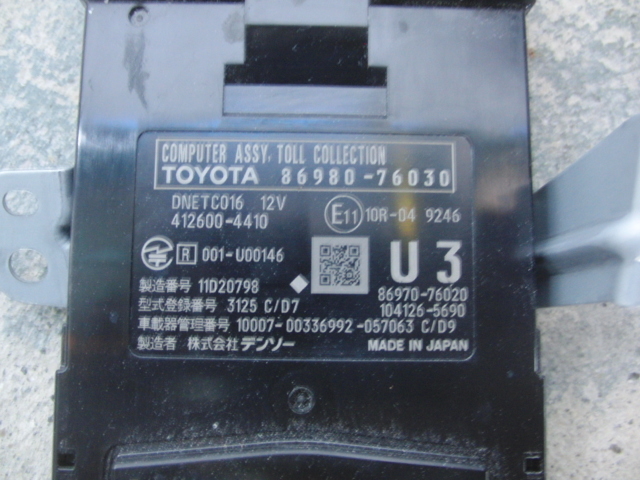 COMPUTER ASSY, TOLL COLLECTION
TOYOTA 86980-76030
DNETC016 12V
412600-4410
E11 10R-04 9246
R 001-U00146
U3
製造番号 11D20798
86970-76020
型式登録番号 3125 C/D7
104126-5690
車載器管理番号 10007-00336992-057063 C/D9
製造者 株式会社デンソー
MADE IN JAPAN